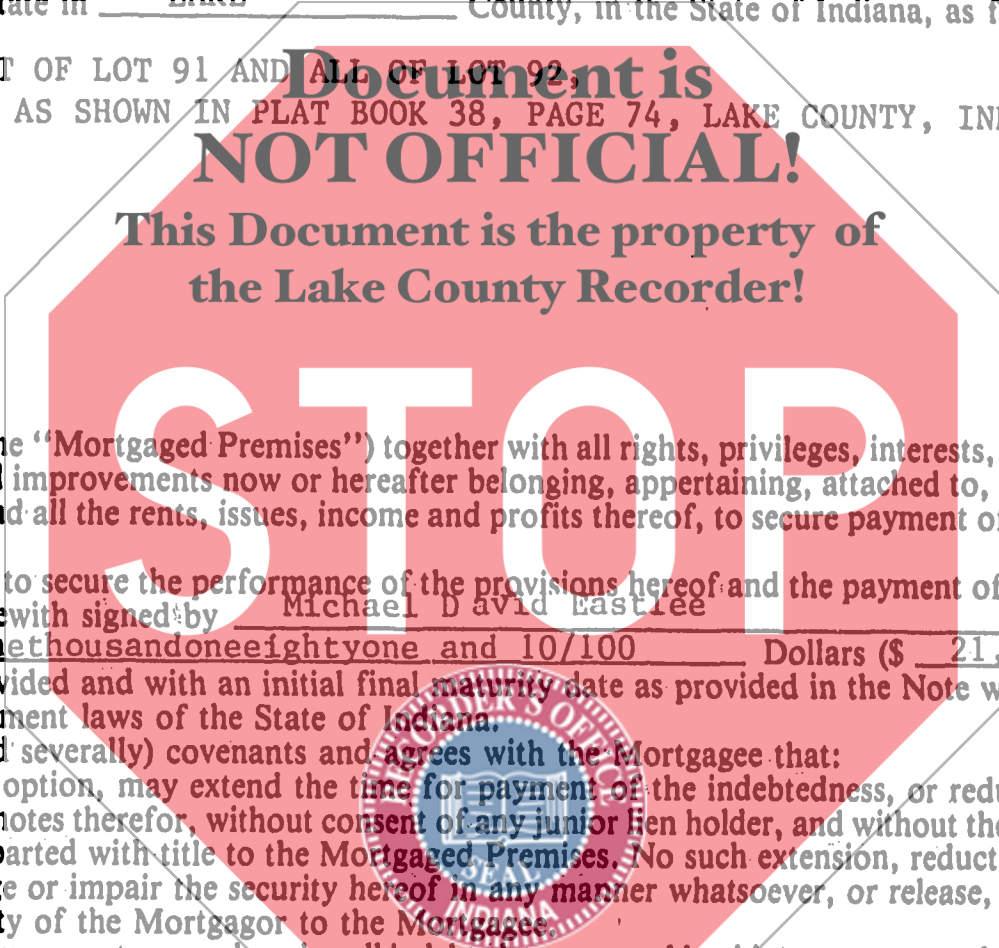 LAKE County, in the State of Indiana, as
OF LOT 91 AND ALL OF LOT 92,
AS SHOWN IN PLAT BOOK 38, PAGE 74, LAKE COUNTY,
Document is
NOT OFFICIAL!
This Document is the property of
the Lake County Recorder!
STOP
"Mortgaged Premises") together with all rights, privileges, interests,
improvements now or hereafter belonging, appertaining, attached to,
all the rents, issues, income and profits thereof, to secure payment
to secure the performance of the provisions hereof and the payment of
signed by Michael David Eastlee
ethousandoneeightyone and 10/100 Dollars ($ 21,
vided and with an initial final maturity date as provided in the Note
ment laws of the State of Indiana.
severally) covenants and agrees with the Mortgagee that:
option, may extend the time for payment of the indebtedness, or
notes therefor, without consent of any junior lien holder, and without
arted with title to the Mortgaged Premises. No such extension,
or impair the security hereof in any manner whatsoever, or release,
ty of the Mortgagor to the Mortgagee.
RECORDER'S OFFICE
SEAL
INDIANA